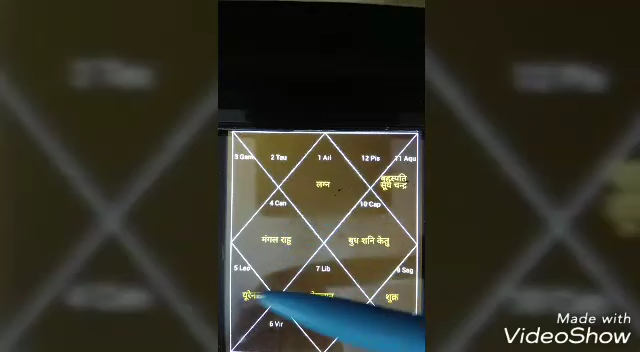 3 Gem 2 Tau 1 Ari 12 Pis 11 Aqu
लग्न
बृहस्पति
सूर्य चन्द्र
4 Can 10 Cap
मंगल राहू
बुध शनि केतु
5 Leo 7 Lib 9 Sag
शुक्र
6 Vir
Made with
VideoShow